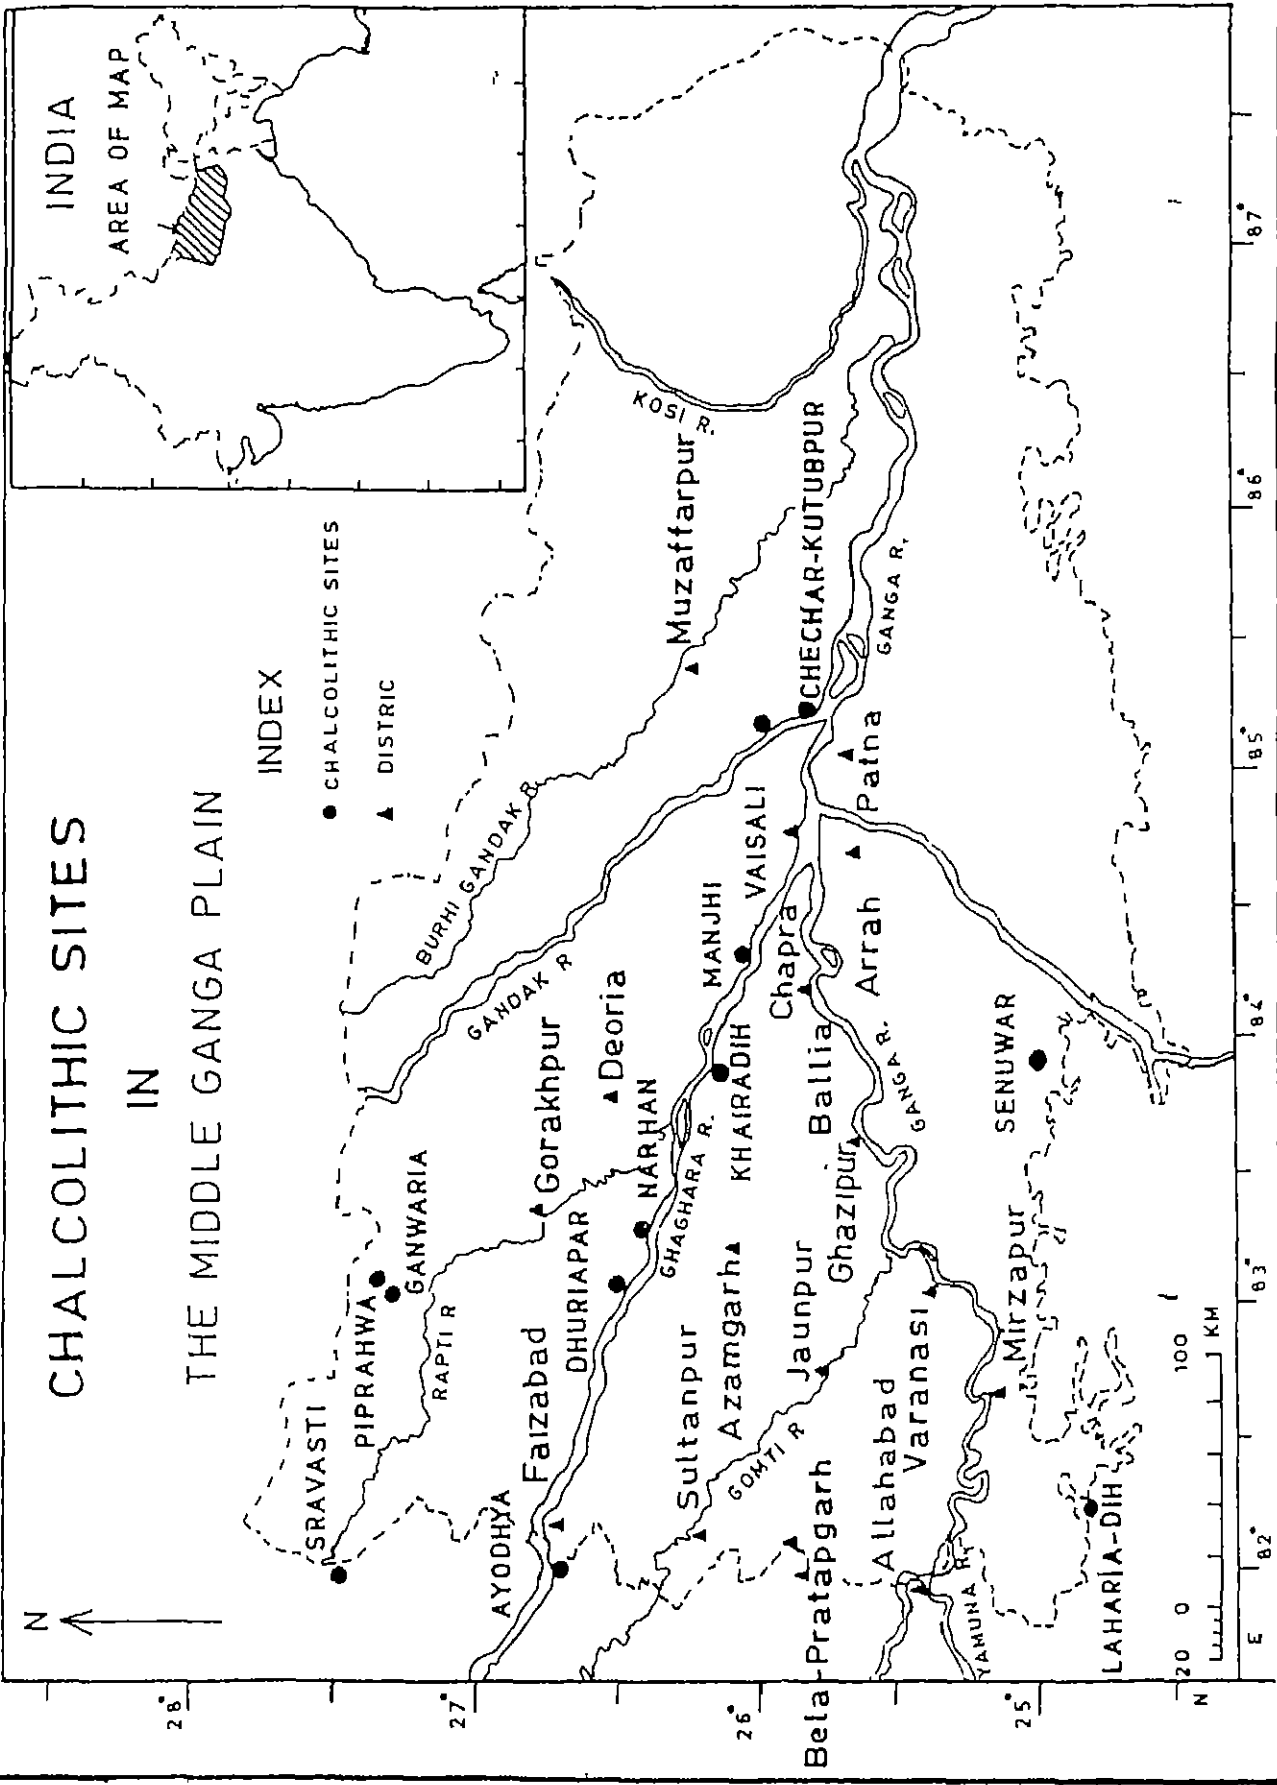 CHALCOLITHIC SITES
IN
THE MIDDLE GANGA PLAIN
N
INDEX
CHALCOLITHIC SITES
DISTRIC
INDIA
AREA OF MAP
SRAVASTI
PIPRAHWA
GANWARIA
RAPTI R
BURHI GANDAK R
GANDAK R
KOSI R.
AYODHYA
Faizabad
DHURIAPAR
Gorakhpur
Deoria
NARHAN
GHAGHARA R.
Muzaffarpur
Sultanpur
Azamgarh
KHAIRADIH
MANJHI
VAISALI
CHECHAR-KUTUBPUR
GOMTI R
Jaunpur
Ghazipur
Ballia
Chapra
Arrah
Patna
GANGA R.
Bela-Pratapgarh
Allahabad
Varanasi
GANGA R.
YAMUNA R.
Mirzapur
SENUWAR
LAHARIA-DIH
28°
27°
26°
25°
N
20 0 100
KM
E
82°
83°
84°
85°
86°
87°